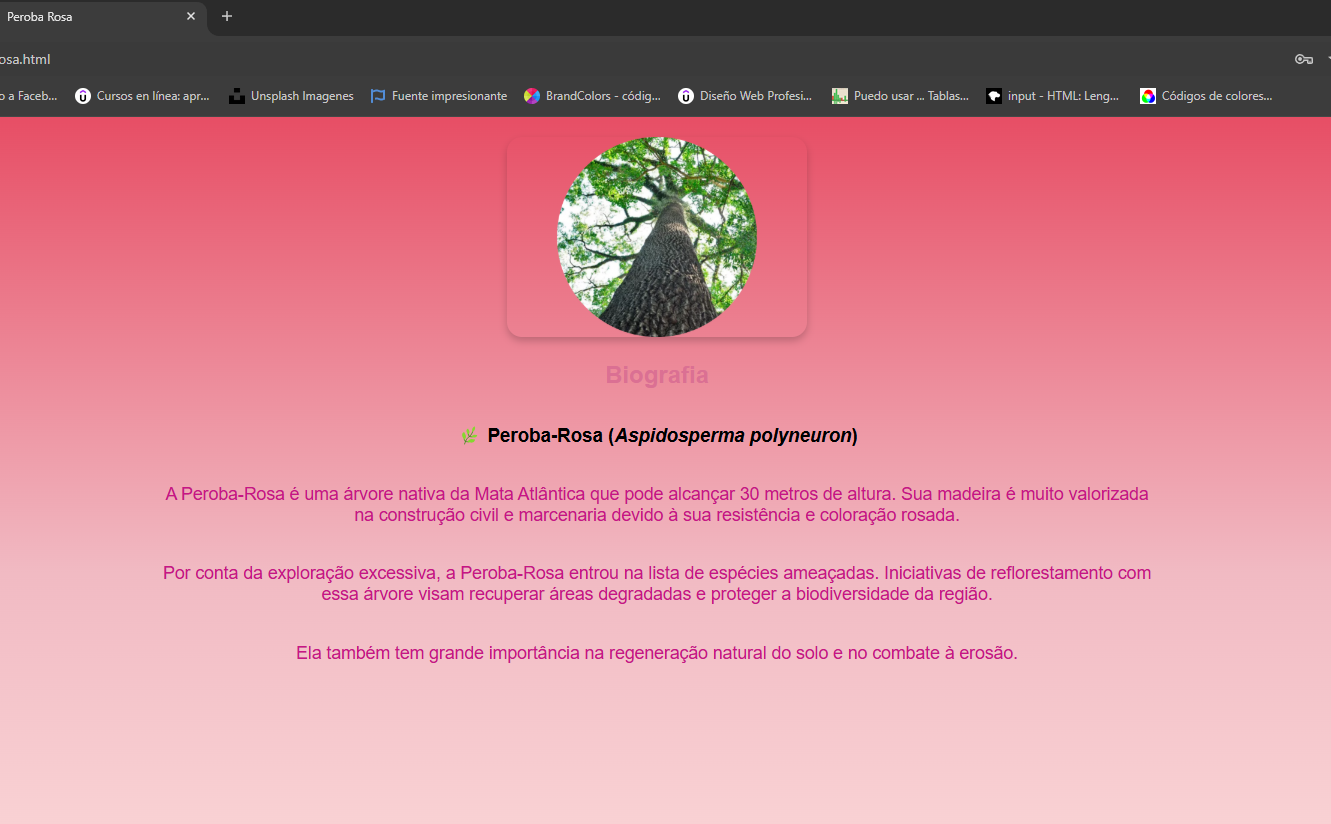 Peroba Rosa
osa.html
o a Faceb...
Cursos en línea: apr...
Unsplash Imagenes
Fuente impresionante
BrandColors - códig...
Diseño Web Profesi...
Puedo usar ... Tablas...
input - HTML: Leng...
Códigos de colores...
Biografia
🌿 Peroba-Rosa (Aspidosperma polyneuron)
A Peroba-Rosa é uma árvore nativa da Mata Atlântica que pode alcançar 30 metros de altura. Sua madeira é muito valorizada
na construção civil e marcenaria devido à sua resistência e coloração rosada.
Por conta da exploração excessiva, a Peroba-Rosa entrou na lista de espécies ameaçadas. Iniciativas de reflorestamento com
essa árvore visam recuperar áreas degradadas e proteger a biodiversidade da região.
Ela também tem grande importância na regeneração natural do solo e no combate à erosão.